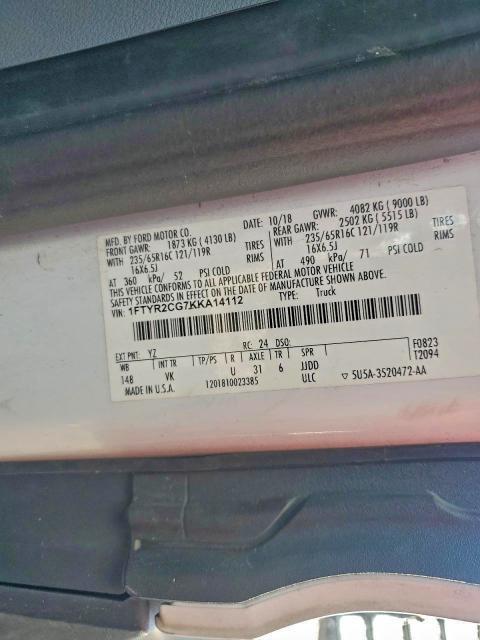 MFD. BY FORD MOTOR CO.
DATE: 10/18 GVWR: 4082 KG ( 9000 LB)
FRONT GAWR: 1873 KG ( 4130 LB) REAR GAWR: 2502 KG ( 5515 LB)
WITH 235/65R16C 121/119R TIRES WITH 235/65R16C 121/119R TIRES
16X6.5J RIMS 16X6.5J RIMS
AT 360 kPa/ 52 PSI COLD AT 490 kPa/ 71 PSI COLD
THIS VEHICLE CONFORMS TO ALL APPLICABLE FEDERAL MOTOR VEHICLE
SAFETY STANDARDS IN EFFECT ON THE DATE OF MANUFACTURE SHOWN ABOVE.
VIN: 1FTYR2CG7KKA14112 TYPE: Truck
EXT PNT: YZ RC: 24 DSO: F0823
WB INT TR TP/PS R AXLE TR SPR T2094
148 VK U 31 6 JJDD
MADE IN U.S.A. 1201810023385 ULC ▽ 5U5A-3520472-AA